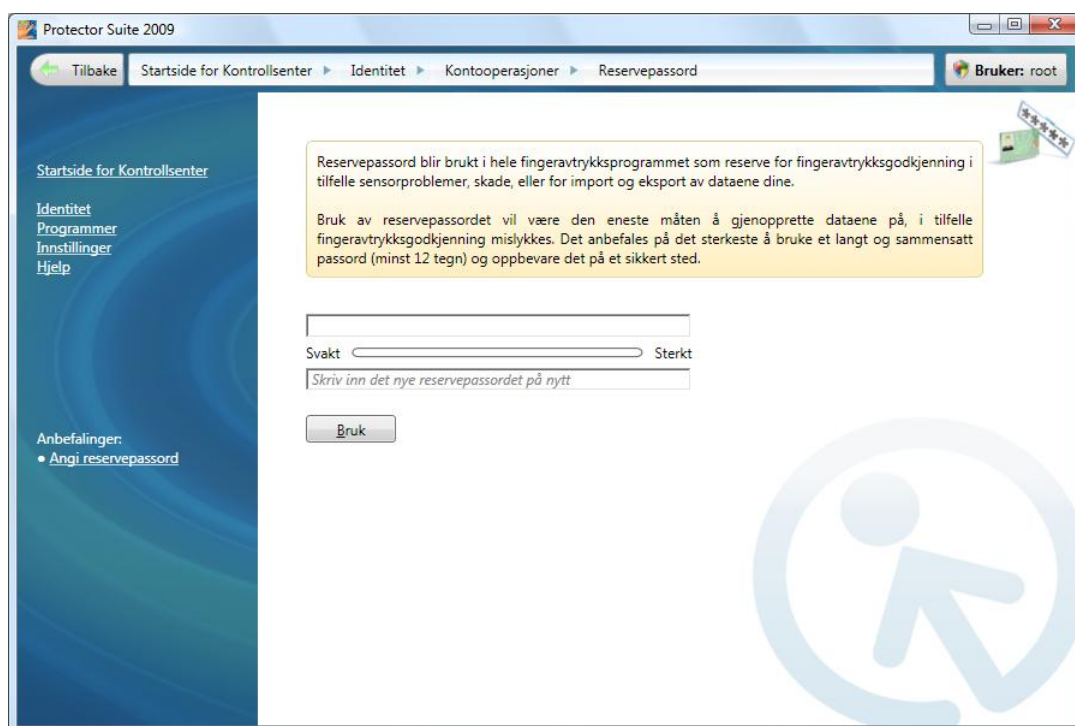 Protector Suite 2009
Tilbake Startside for Kontrollsenter Identitet Kontooperasjoner Reservepassord Bruker: root
Startside for Kontrollsenter
Identitet
Programmer
Innstillinger
Hjelp
Anbefalinger:
• Angi reservepassord
Reservepassord blir brukt i hele fingeravtrykksprogrammet som reserve for fingeravtrykksgodkjenning i
tilfelle sensorproblemer, skade, eller for import og eksport av dataene dine.
Bruk av reservepassordet vil være den eneste måten å gjenopprette dataene på, i tilfelle
fingeravtrykksgodkjenning mislykkes. Det anbefales på det sterkeste å bruke et langt og sammensatt
passord (minst 12 tegn) og oppbevare det på et sikkert sted.
Svakt Sterkt
Skriv inn det nye reservepassordet på nytt
Bruk